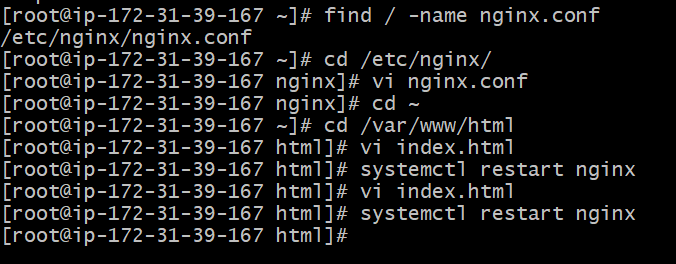 [root@ip-172-31-39-167 ~]# find / -name nginx.conf
/etc/nginx/nginx.conf
[root@ip-172-31-39-167 ~]# cd /etc/nginx/
[root@ip-172-31-39-167 nginx]# vi nginx.conf
[root@ip-172-31-39-167 nginx]# cd ~
[root@ip-172-31-39-167 ~]# cd /var/www/html
[root@ip-172-31-39-167 html]# vi index.html
[root@ip-172-31-39-167 html]# systemctl restart nginx
[root@ip-172-31-39-167 html]# vi index.html
[root@ip-172-31-39-167 html]# systemctl restart nginx
[root@ip-172-31-39-167 html]#